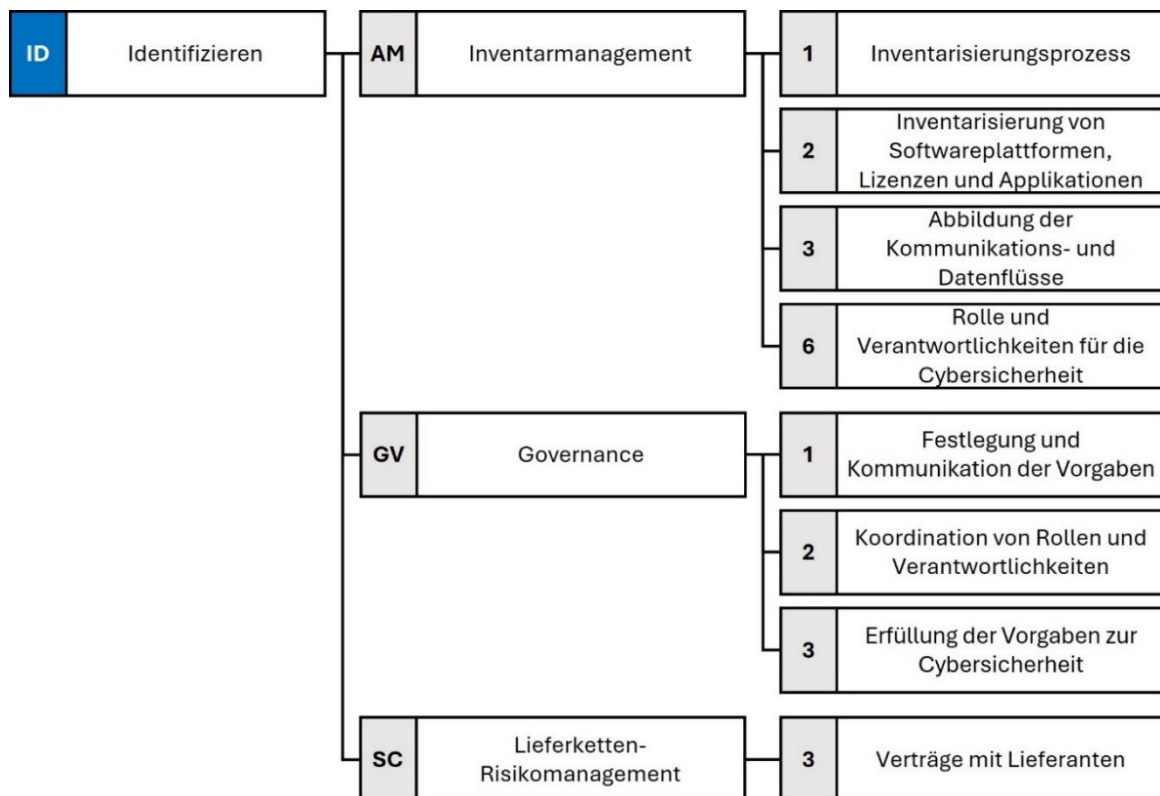 ID Identifizieren
AM Inventarmanagement
1 Inventarisierungsprozess
2 Inventarisierung von
Softwareplattformen,
Lizenzen und Applikationen
3 Abbildung der
Kommunikations- und
Datenflüsse
6 Rolle und
Verantwortlichkeiten für die
Cybersicherheit
GV Governance
1 Festlegung und
Kommunikation der Vorgaben
2 Koordination von Rollen und
Verantwortlichkeiten
3 Erfüllung der Vorgaben zur
Cybersicherheit
SC Lieferketten-
Risikomanagement
3 Verträge mit Lieferanten